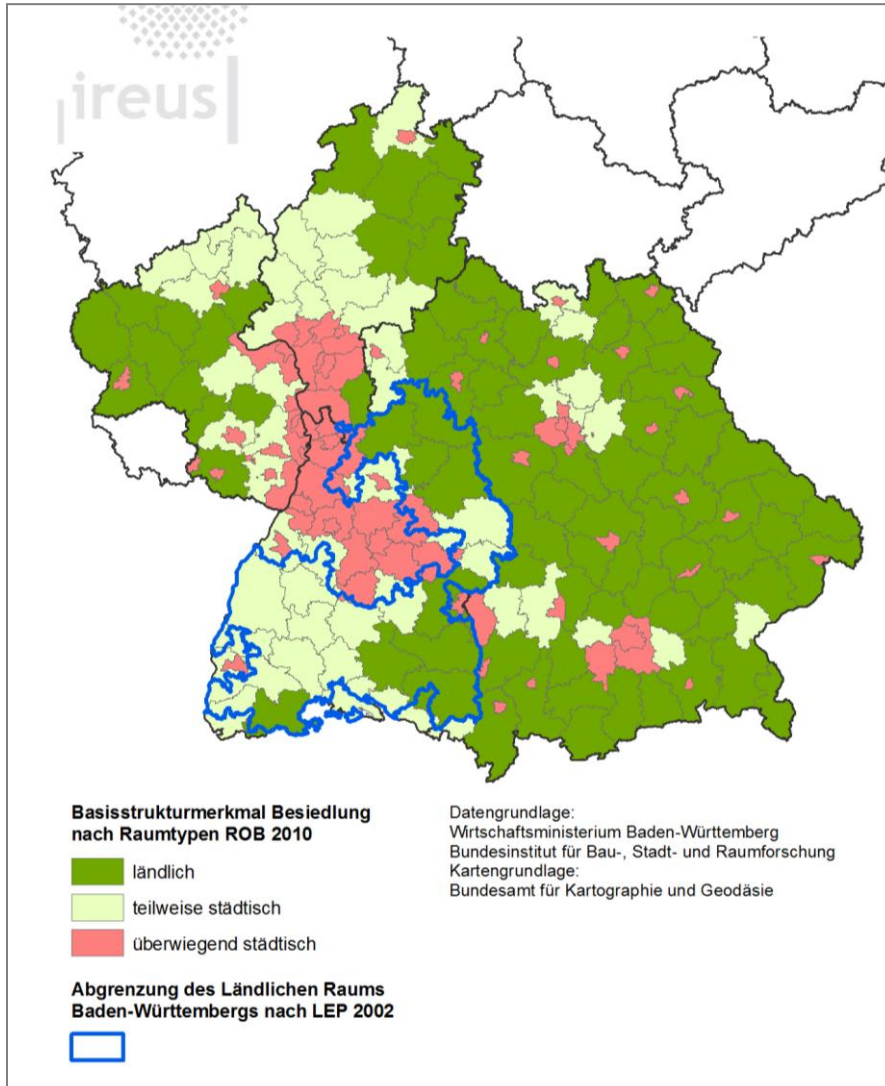 ireus
Basisstrukturmerkmal Besiedlung
nach Raumtypen ROB 2010
ländlich
teilweise städtisch
überwiegend städtisch
Abgrenzung des Ländlichen Raums
Baden-Württembergs nach LEP 2002
Datengrundlage:
Wirtschaftsministerium Baden-Württemberg
Bundesinstitut für Bau-, Stadt- und Raumforschung
Kartengrundlage:
Bundesamt für Kartographie und Geodäsie